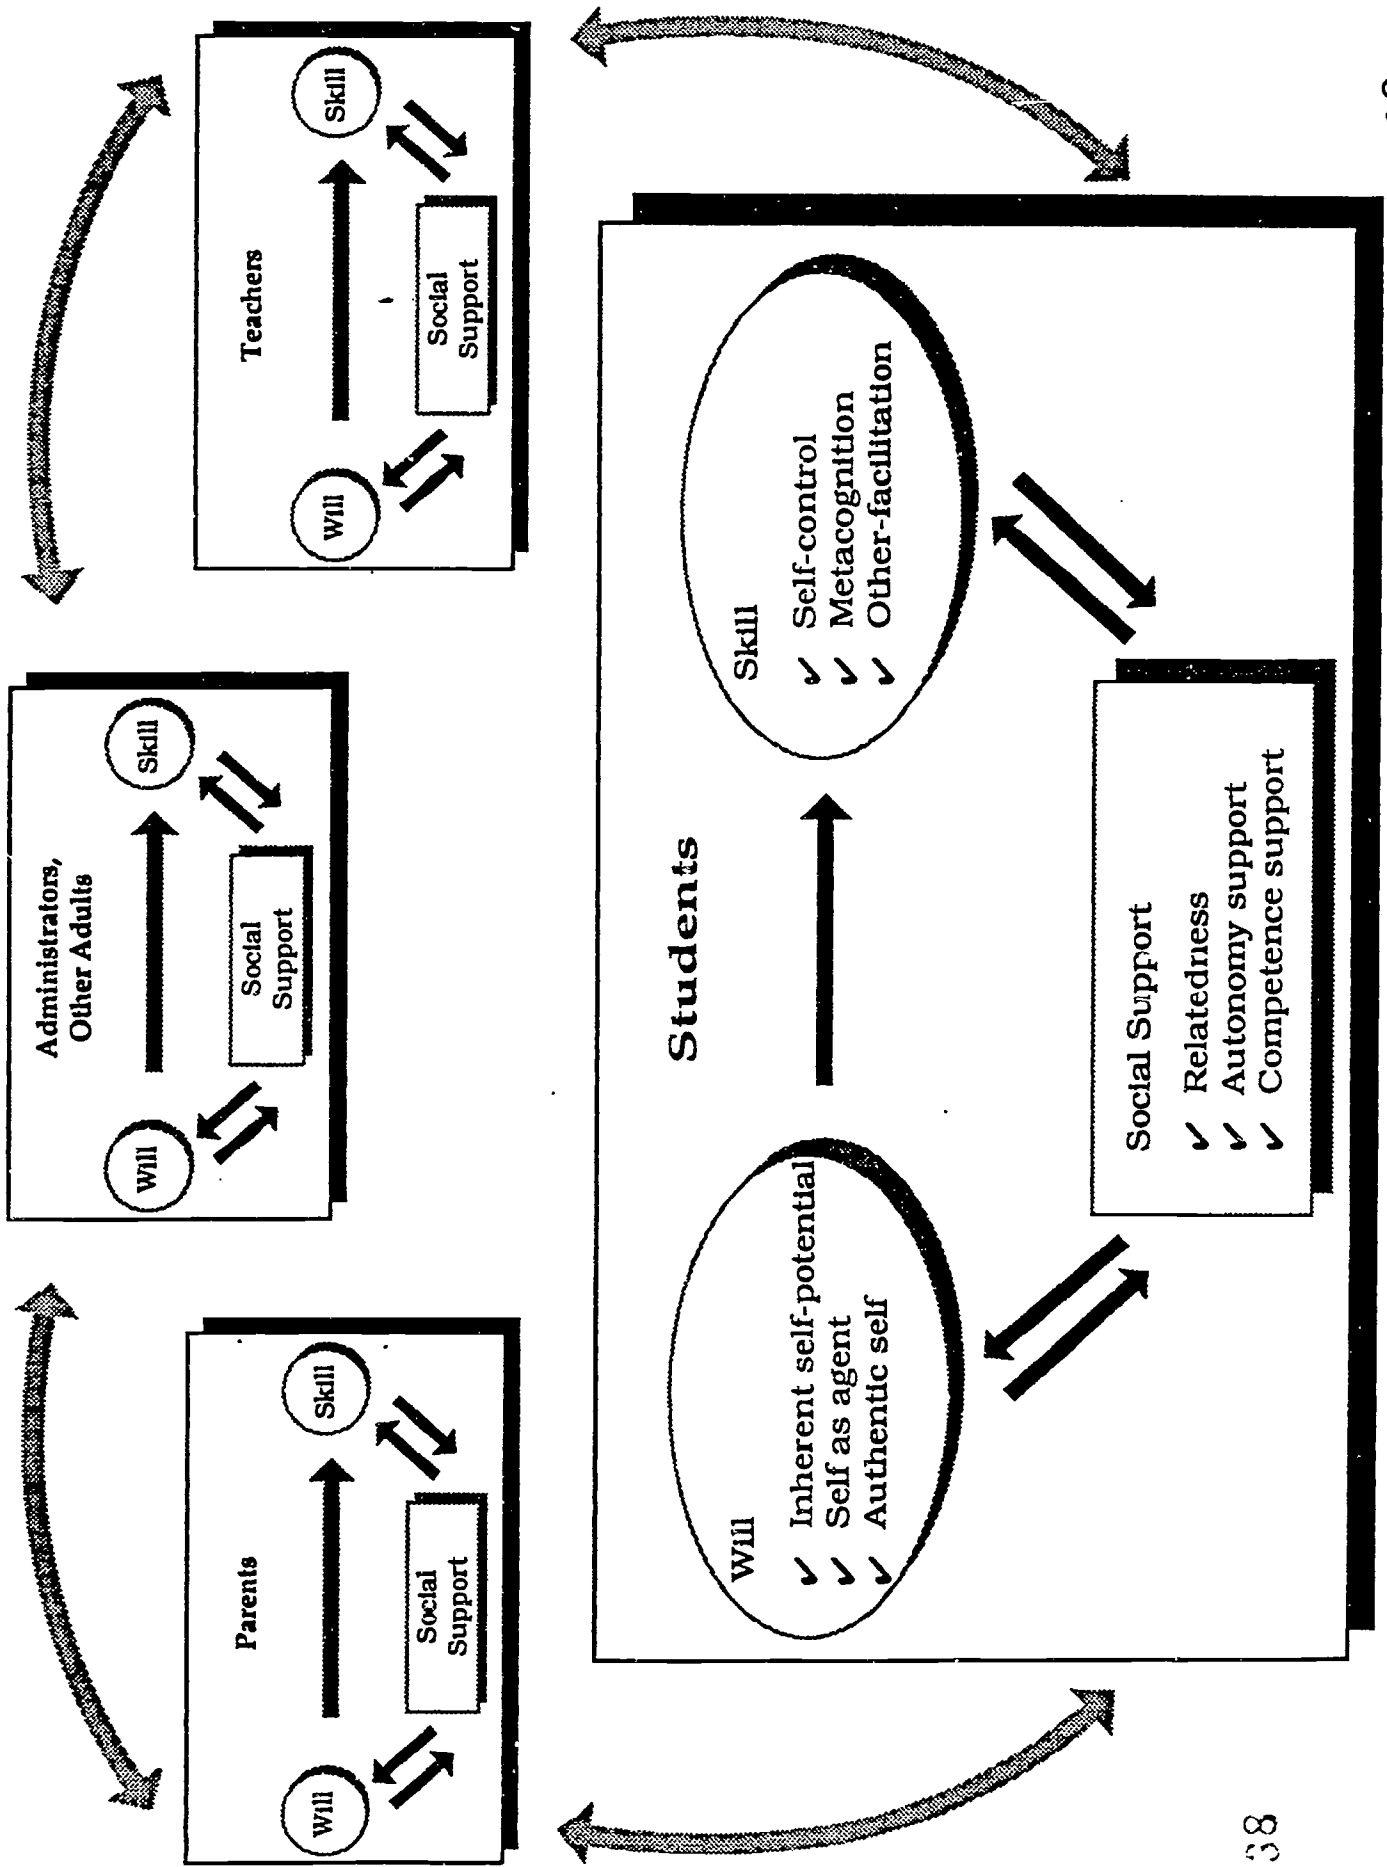 Administrators,
Other Adults
Will
Skill
Social
Support
Parents
Will
Skill
Social
Support
Teachers
Will
Skill
Social
Support
Students
Will
✓ Inherent self-potential
✓ Self as agent
✓ Authentic self
Skill
✓ Self-control
✓ Metacognition
✓ Other-facilitation
Social Support
✓ Relatedness
✓ Autonomy support
✓ Competence support